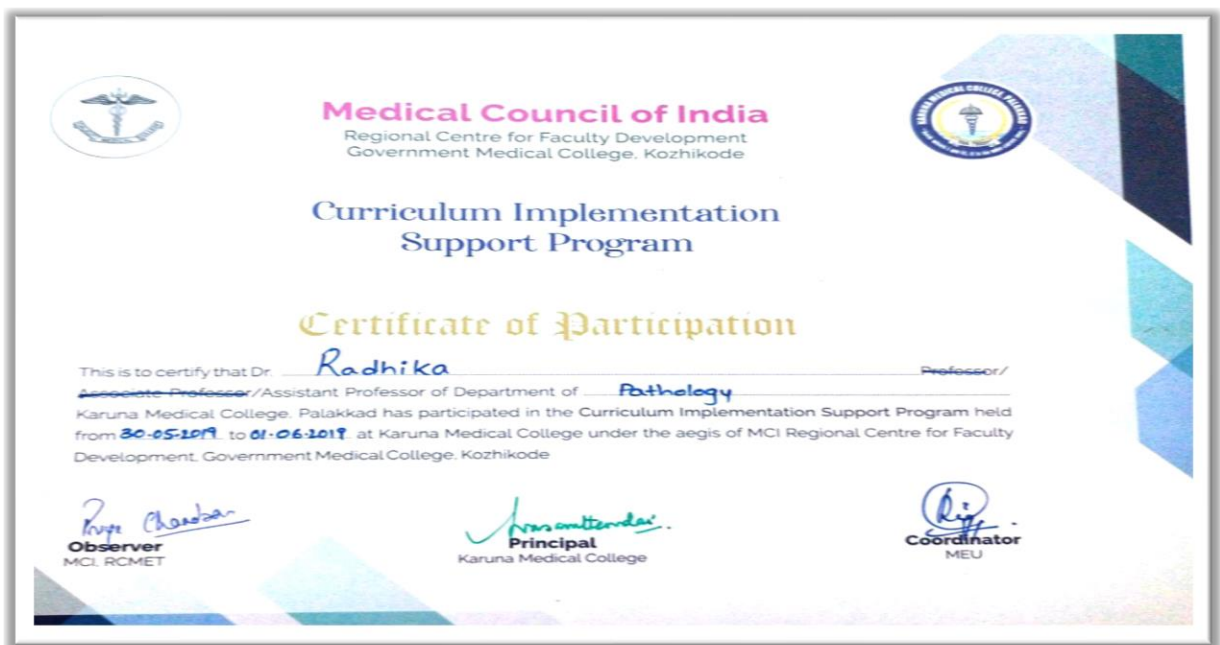 Medical Council of India
Regional Centre for Faculty Development
Government Medical College, Kozhikode
KARUNA MEDICAL COLLEGE, PALAKKAD
Curriculum Implementation
Support Program
Certificate of Participation
This is to certify that Dr. Radhika Professor/
Associate Professor/Assistant Professor of Department of Pathology
Karuna Medical College, Palakkad has participated in the Curriculum Implementation Support Program held
from 30-05-2019 to 01-06-2019 at Karuna Medical College under the aegis of MCI Regional Centre for Faculty
Development, Government Medical College, Kozhikode
Observer
MCI, RCMET
Principal
Karuna Medical College
Coordinator
MEU